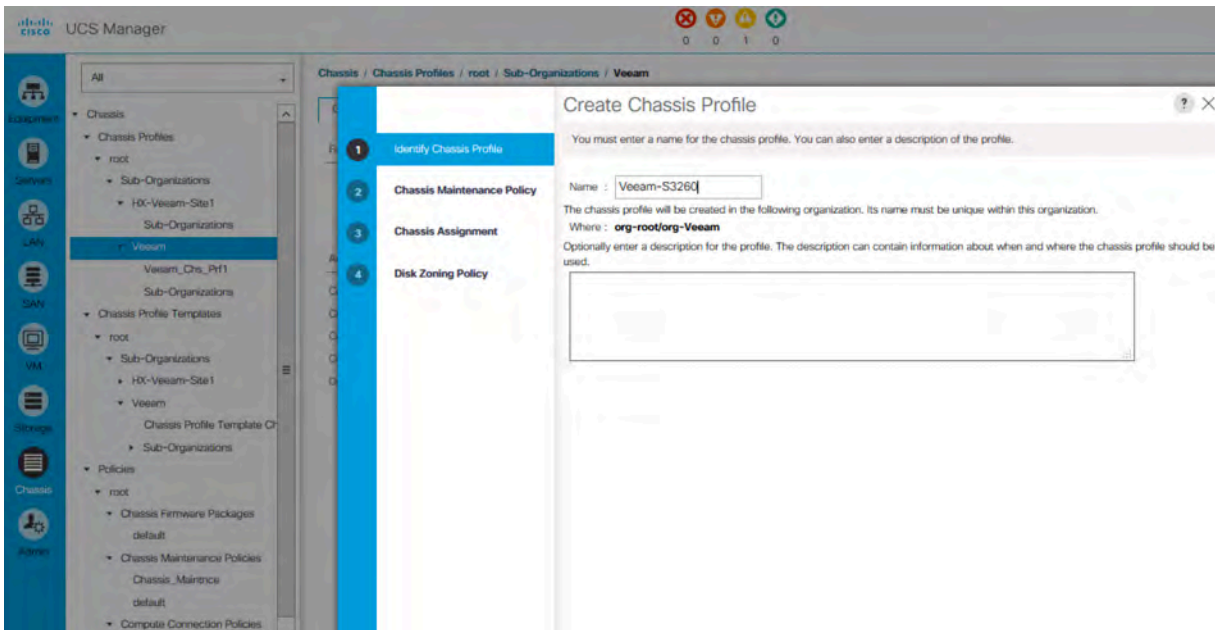 cisco UCS Manager
0 0 1 0
All
Equipment
Servers
LAN
SAN
VM
Storage
Chassis
Admin
Chassis
Chassis Profiles
root
Sub-Organizations
HX-Veeam-Site1
Sub-Organizations
Veeam
Veeam_Chs_Prf1
Sub-Organizations
Chassis Profile Templates
root
Sub-Organizations
HX-Veeam-Site1
Veeam
Chassis Profile Template Ch
Sub-Organizations
Policies
root
Chassis Firmware Packages
default
Chassis Maintenance Policies
Chassis_Maintnce
default
Compute Connection Policies
Chassis / Chassis Profiles / root / Sub-Organizations / Veeam
1 Identify Chassis Profile
2 Chassis Maintenance Policy
3 Chassis Assignment
4 Disk Zoning Policy
Create Chassis Profile
? X
You must enter a name for the chassis profile. You can also enter a description of the profile.
Name : Veeam-S3260
The chassis profile will be created in the following organization. Its name must be unique within this organization.
Where : org-root/org-Veeam
Optionally enter a description for the profile. The description can contain information about when and where the chassis profile should be
used.